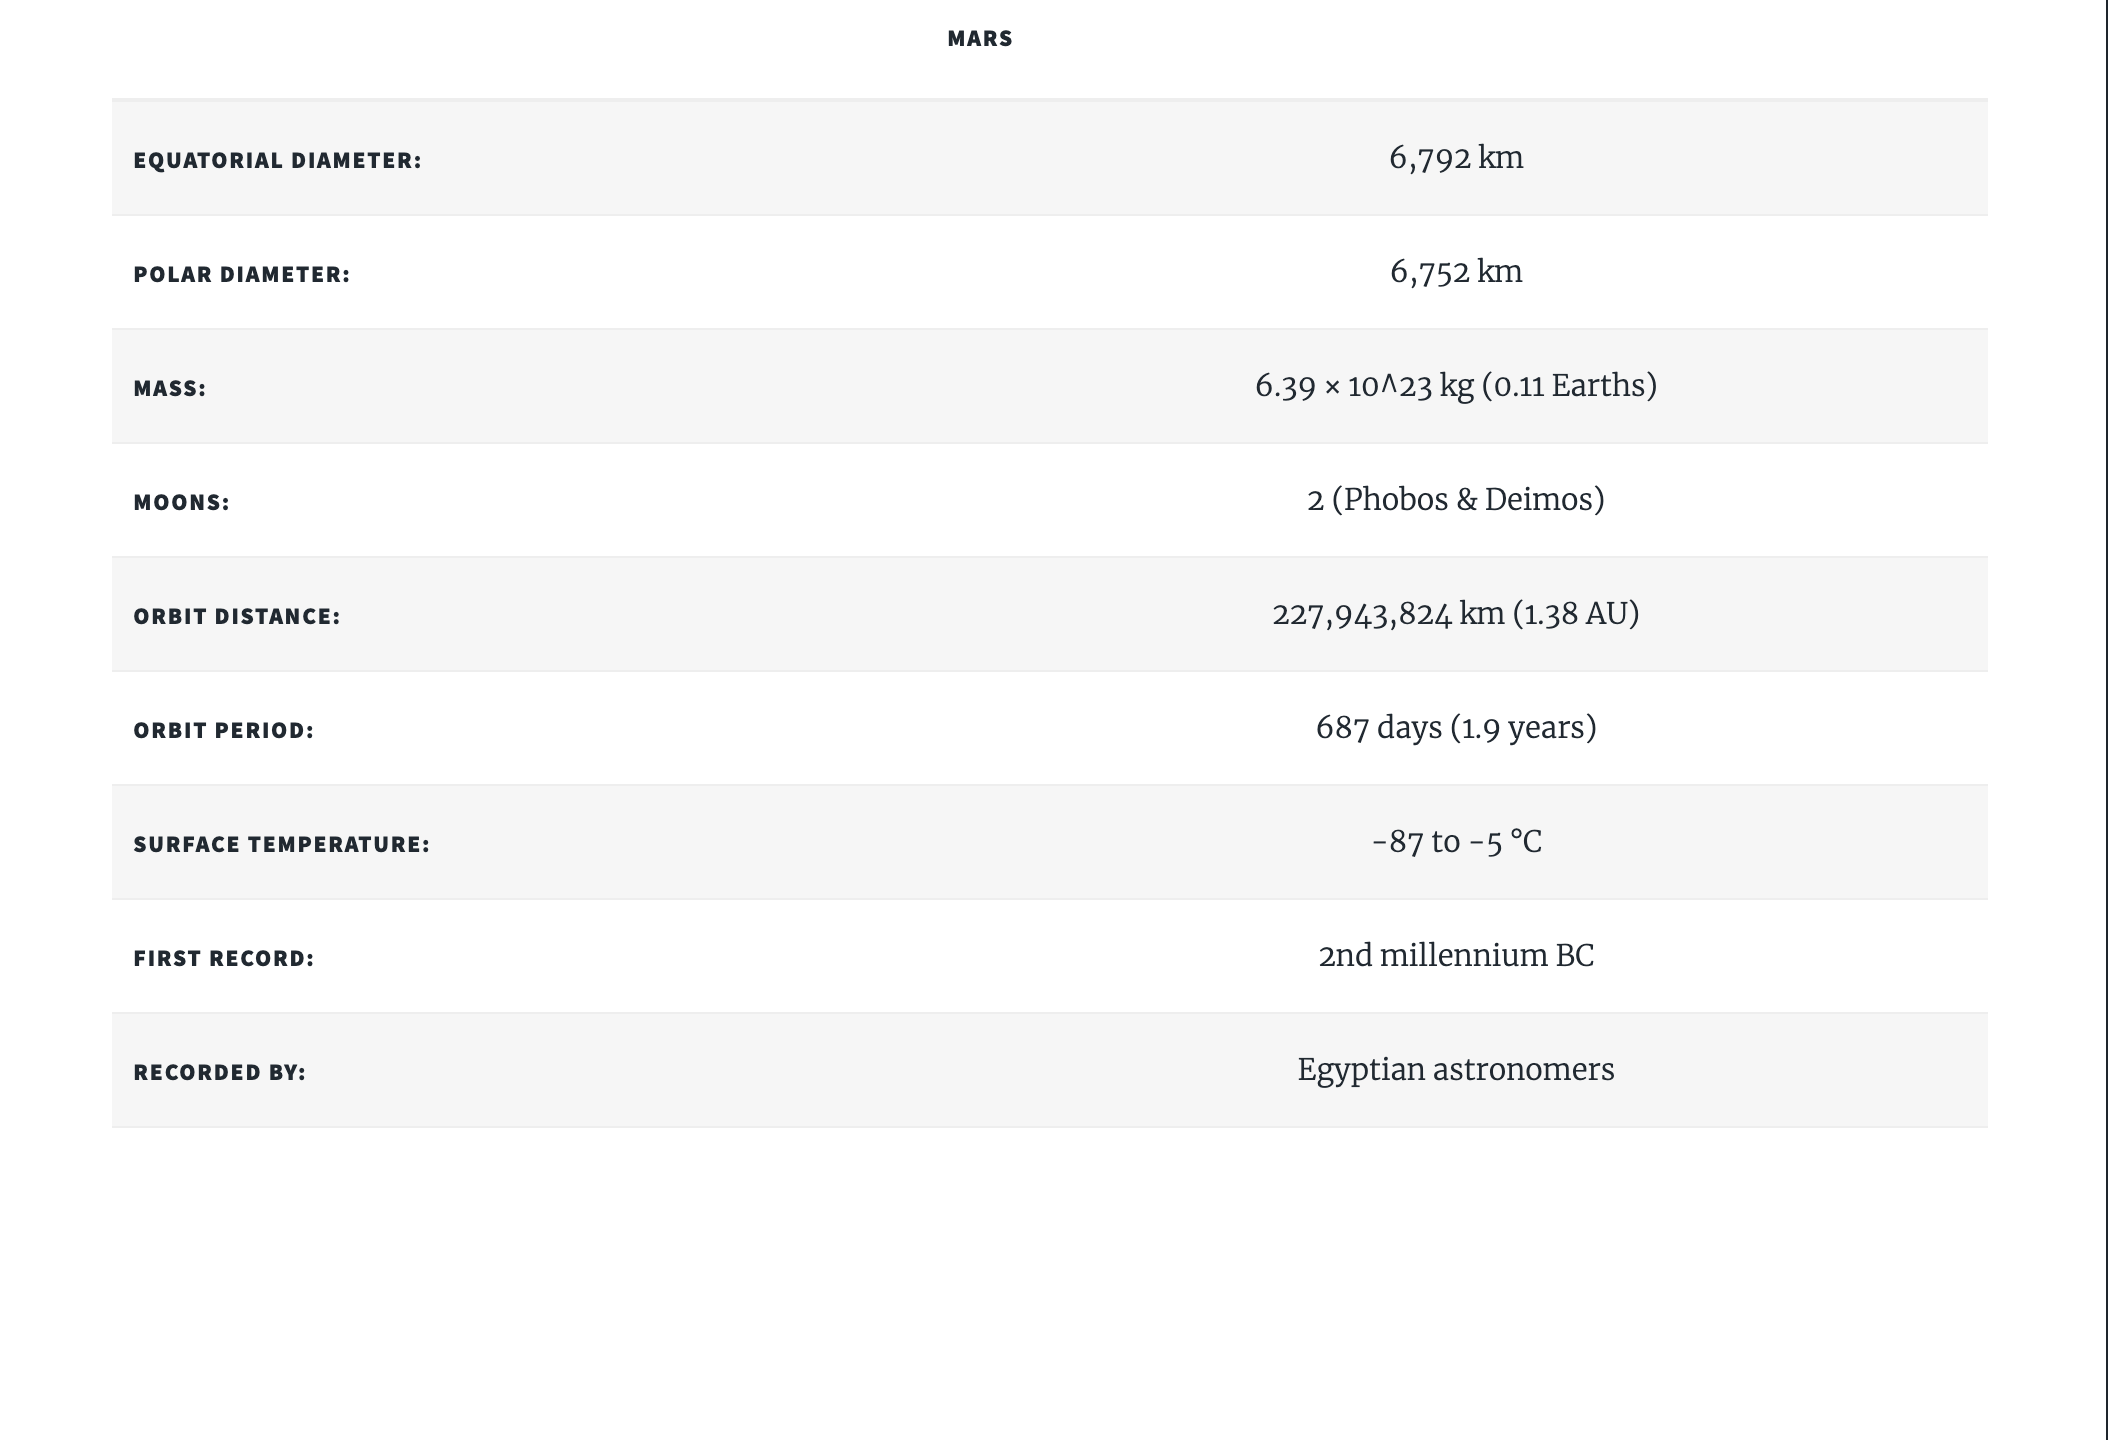 MARS
EQUATORIAL DIAMETER: 6,792 km
POLAR DIAMETER: 6,752 km
MASS: 6.39 × 10^23 kg (0.11 Earths)
MOONS: 2 (Phobos & Deimos)
ORBIT DISTANCE: 227,943,824 km (1.38 AU)
ORBIT PERIOD: 687 days (1.9 years)
SURFACE TEMPERATURE: -87 to -5 °C
FIRST RECORD: 2nd millennium BC
RECORDED BY: Egyptian astronomers